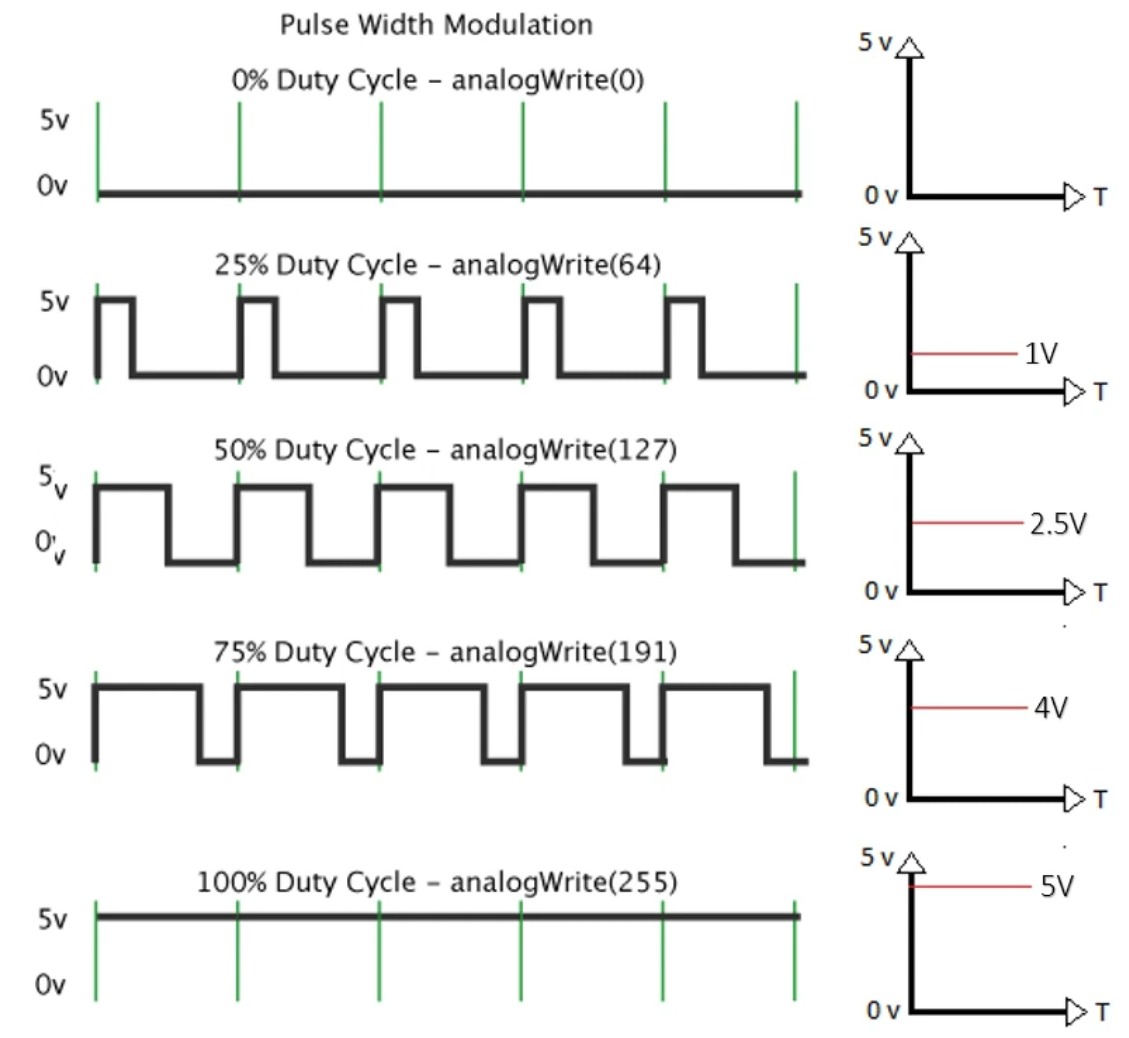 Pulse Width Modulation
0% Duty Cycle – analogWrite(0)
5v
0v
5 v
0 v
T
25% Duty Cycle – analogWrite(64)
5v
0v
5 v
1V
0 v
T
50% Duty Cycle – analogWrite(127)
5 v
0 v
5 v
2.5V
0 v
T
75% Duty Cycle – analogWrite(191)
5v
0v
5 v
4V
0 v
T
100% Duty Cycle – analogWrite(255)
5v
0v
5 v
5V
0 v
T